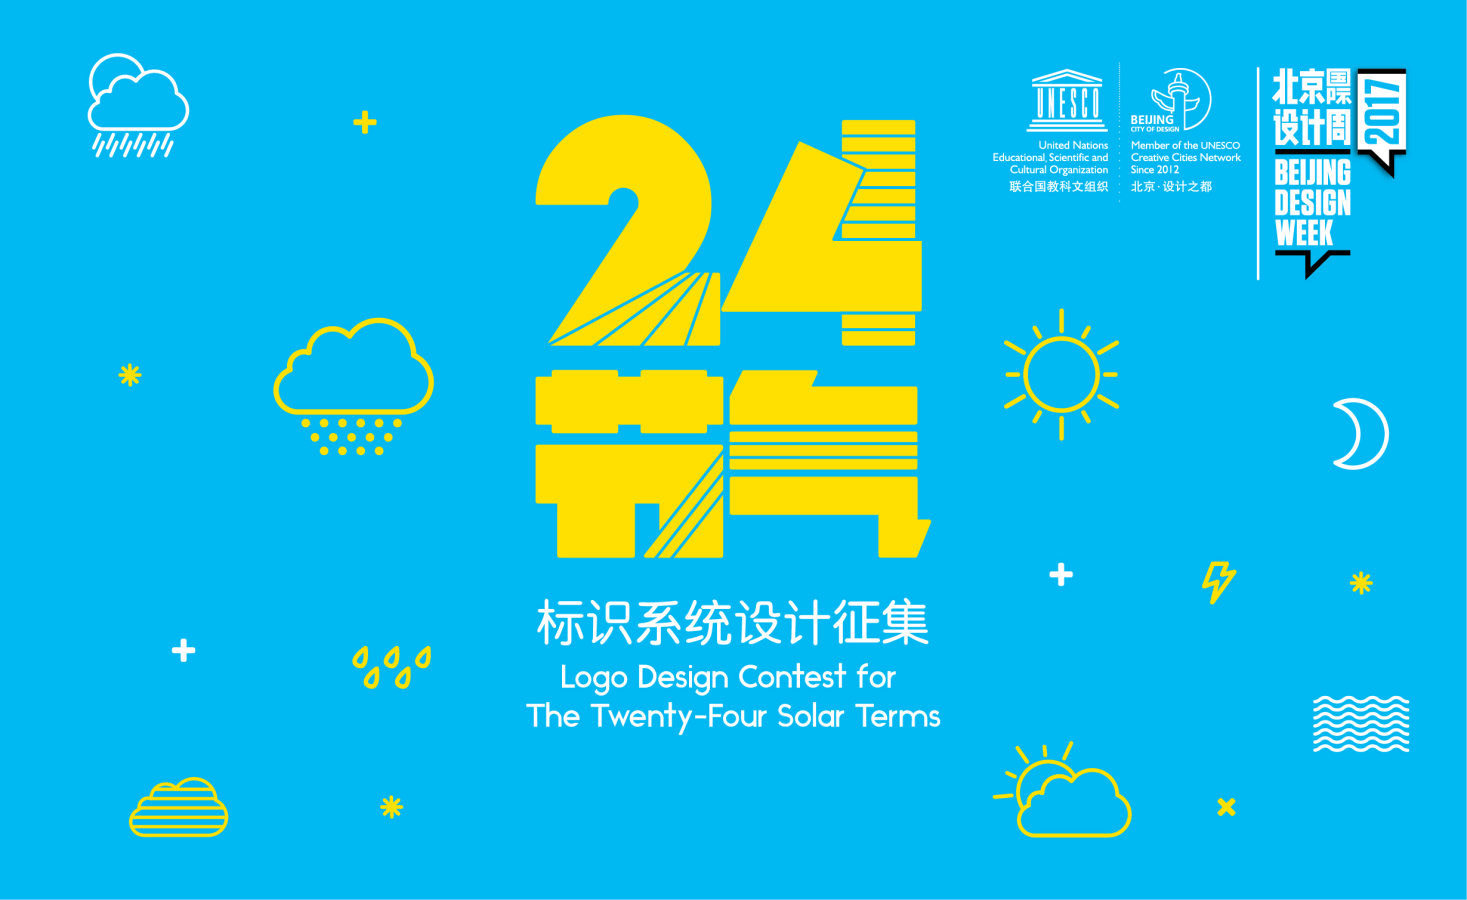 24
节气
标识系统设计征集
Logo Design Contest for
The Twenty-Four Solar Terms
UNESCO
United Nations
Educational, Scientific and
Cultural Organization
联合国教科文组织
BEIJING
CITY OF DESIGN
Member of the UNESCO
Creative Cities Network
Since 2012
北京·设计之都
北京国际
设计周
2017
BEIJING
DESIGN
WEEK